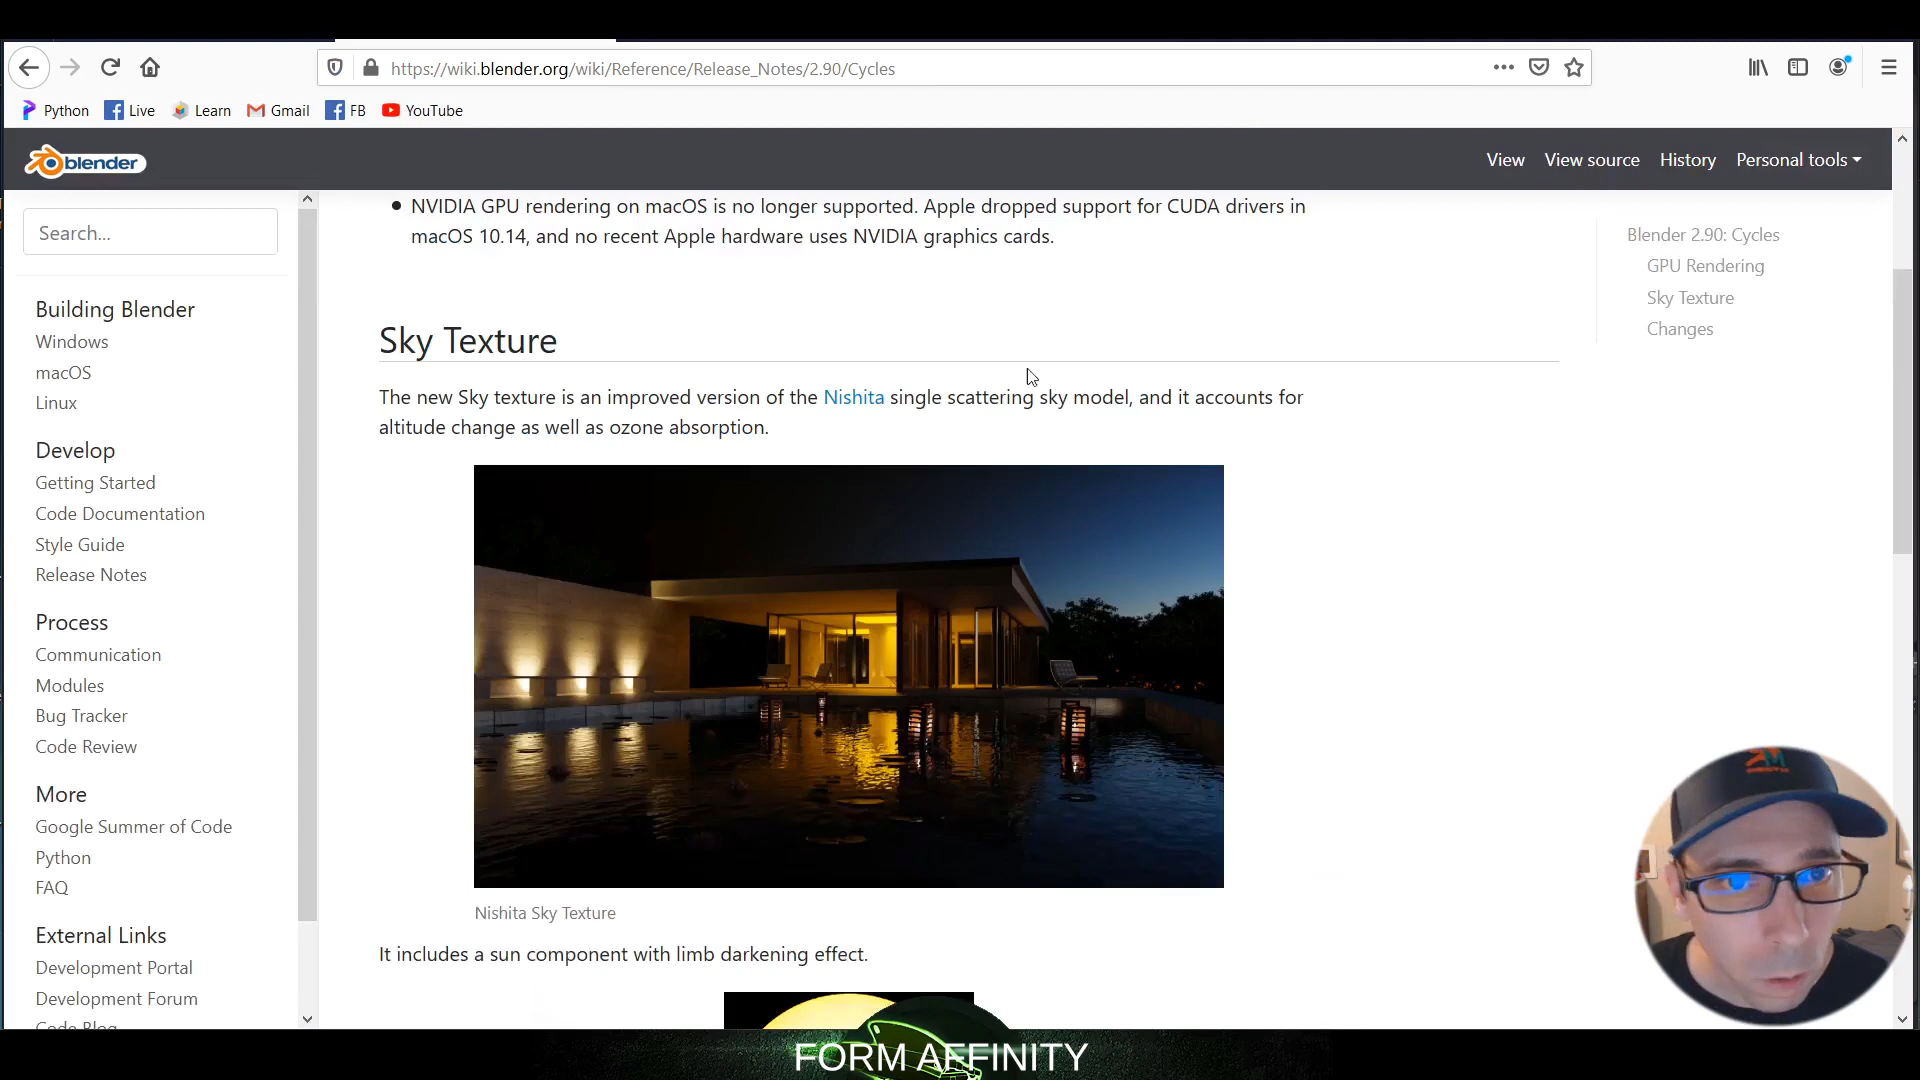 https://wiki.blender.org/wiki/Reference/Release_Notes/2.90/Cycles
Python
Live
Learn
Gmail
FB
YouTube
blender
View
View source
History
Personal tools
Search...
Building Blender
Windows
macOS
Linux
Develop
Getting Started
Code Documentation
Style Guide
Release Notes
Process
Communication
Modules
Bug Tracker
Code Review
More
Google Summer of Code
Python
FAQ
External Links
Development Portal
Development Forum
Code Blog
NVIDIA GPU rendering on macOS is no longer supported. Apple dropped support for CUDA drivers in
macOS 10.14, and no recent Apple hardware uses NVIDIA graphics cards.
Sky Texture
The new Sky texture is an improved version of the Nishita single scattering sky model, and it accounts for
altitude change as well as ozone absorption.
Nishita Sky Texture
It includes a sun component with limb darkening effect.
Blender 2.90: Cycles
GPU Rendering
Sky Texture
Changes
FORM AFFINITY